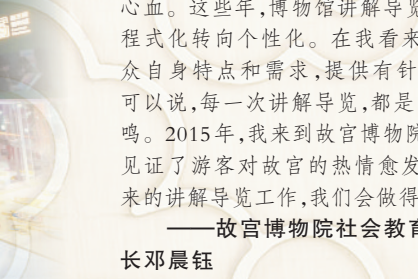 心血。这些年,博物馆讲解导览
程式化转向个性化。在我看来
众自身特点和需求,提供有针
可以说,每一次讲解导览,都是
鸣。2015年,我来到故宫博物院
见证了游客对故宫的热情愈发
来的讲解导览工作,我们会做得
——故宫博物院社会教育
长邓晨钰